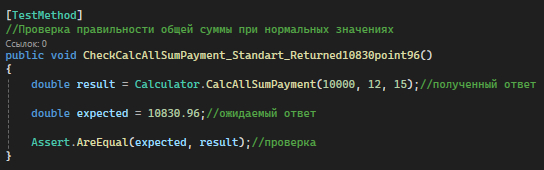 [TestMethod]
//Проверка правильности общей суммы при нормальных значениях
Ссылок: 0
public void CheckCalcAllSumPayment_Standart_Returned10830point96()
{
double result = Calculator.CalcAllSumPayment(10000, 12, 15);//полученный ответ
double expected = 10830.96;//ожидаемый ответ
Assert.AreEqual(expected, result);//проверка
}